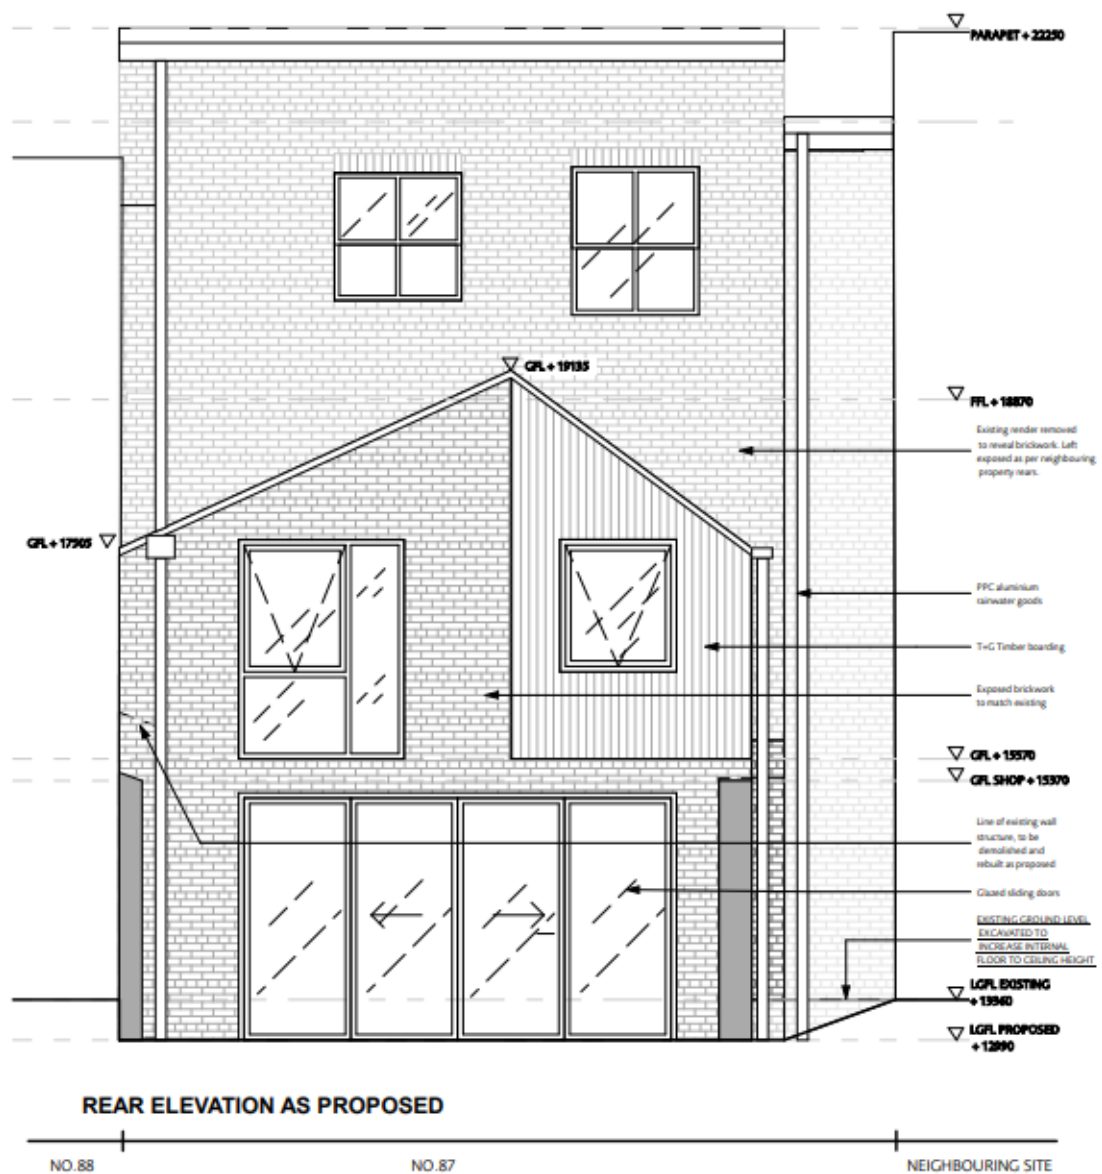 PARAPET + 22250
GFL + 19135
FFL + 18870
Existing render removed
to reveal brickwork. Left
exposed as per neighbouring
property rears.
GFL + 17505
PPC aluminium
rainwater goods
T+G Timber boarding
Exposed brickwork
to match existing
GFL + 15570
GFL SHOP + 15370
Line of existing wall
structure, to be
demolished and
rebuilt as proposed
Glazed sliding doors
EXISTING GROUND LEVEL
EXCAVATED TO
INCREASE INTERNAL
FLOOR TO CEILING HEIGHT
LGFL EXISTING
+ 13360
LGFL PROPOSED
+ 12990
REAR ELEVATION AS PROPOSED
NO.88
NO.87
NEIGHBOURING SITE